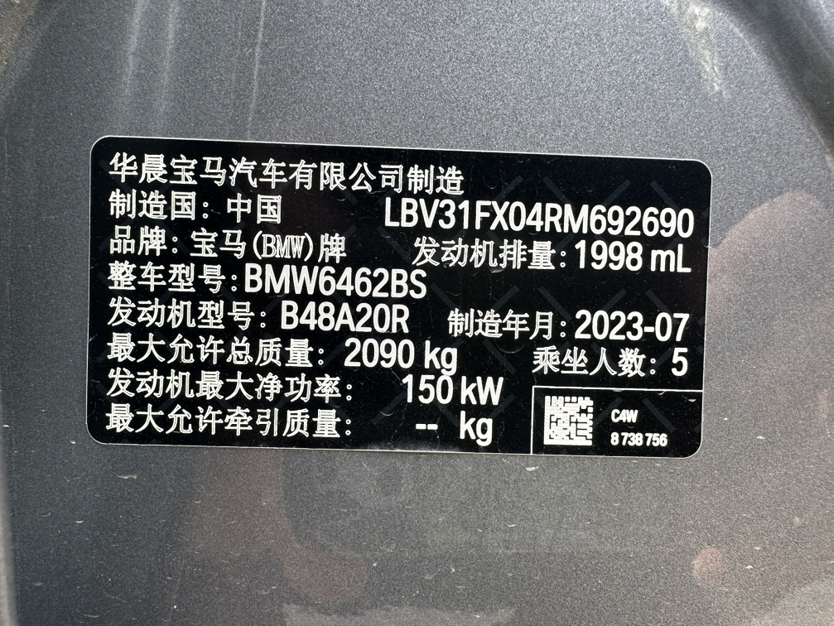 华晨宝马汽车有限公司制造
制造国：中国 LBV31FX04RM692690
品牌：宝马(BMW)牌 发动机排量：1998 mL
整车型号：BMW6462BS
发动机型号：B48A20R 制造年月：2023-07
最大允许总质量：2090 kg 乘坐人数：5
发动机最大净功率：150 kW
最大允许牵引质量：-- kg
C4W
8 738 756